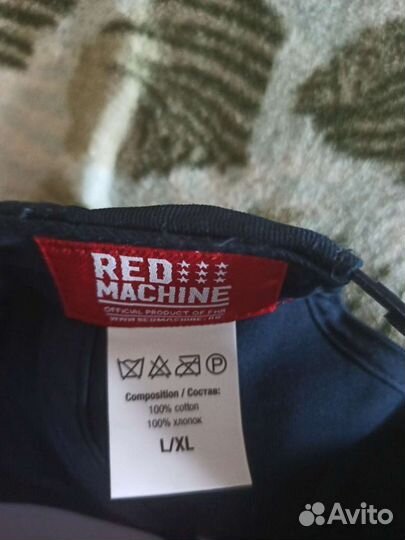 RED
MACHINE
OFFICIAL PRODUCT OF FHR
P
Composition / Состав:
100% cotton
100% хлопок
L/XL
Avito